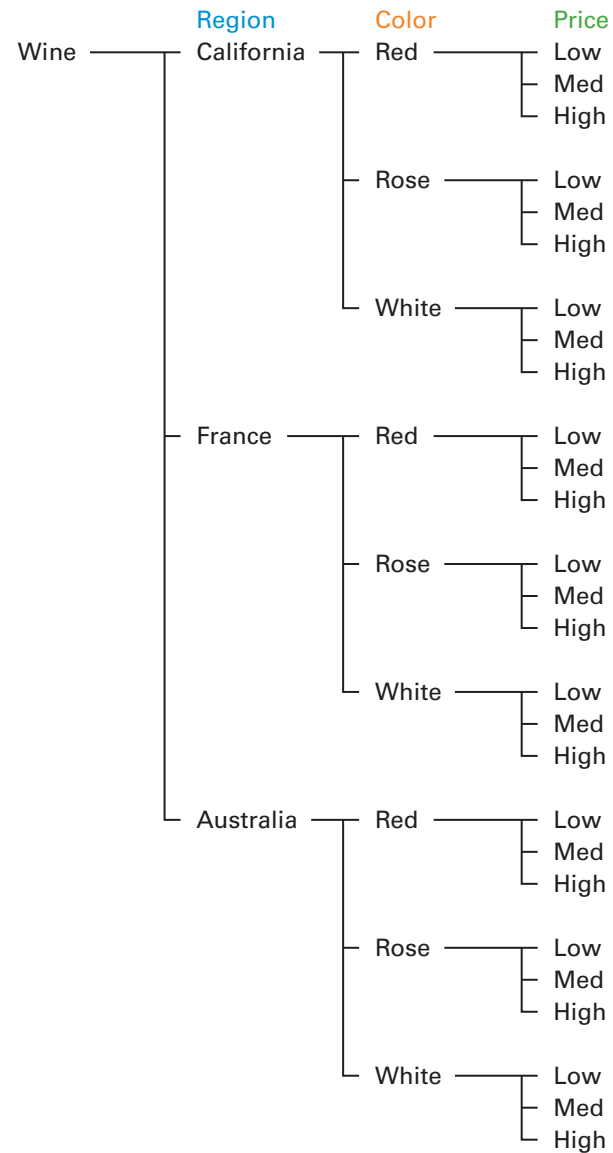 Region Color Price
Wine California Red Low
Med
High
Rose Low
Med
High
White Low
Med
High
France Red Low
Med
High
Rose Low
Med
High
White Low
Med
High
Australia Red Low
Med
High
Rose Low
Med
High
White Low
Med
High